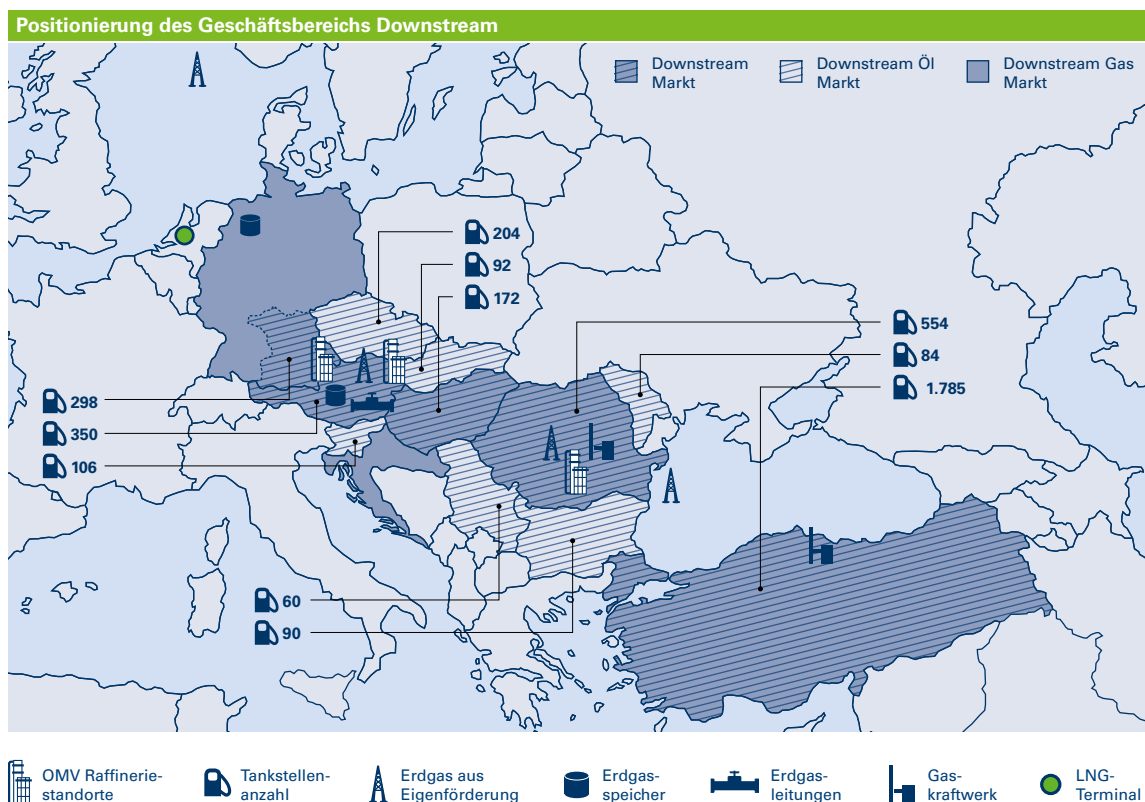 Positionierung des Geschäftsbereichs Downstream
Downstream
Markt
Downstream Öl
Markt
Downstream Gas
Markt
204
92
172
554
84
1.785
298
350
106
60
90
OMV Raffinerie-
standorte
Tankstellen-
anzahl
Erdgas aus
Eigenförderung
Erdgas-
speicher
Erdgas-
leitungen
Gas-
kraftwerk
LNG-
Terminal